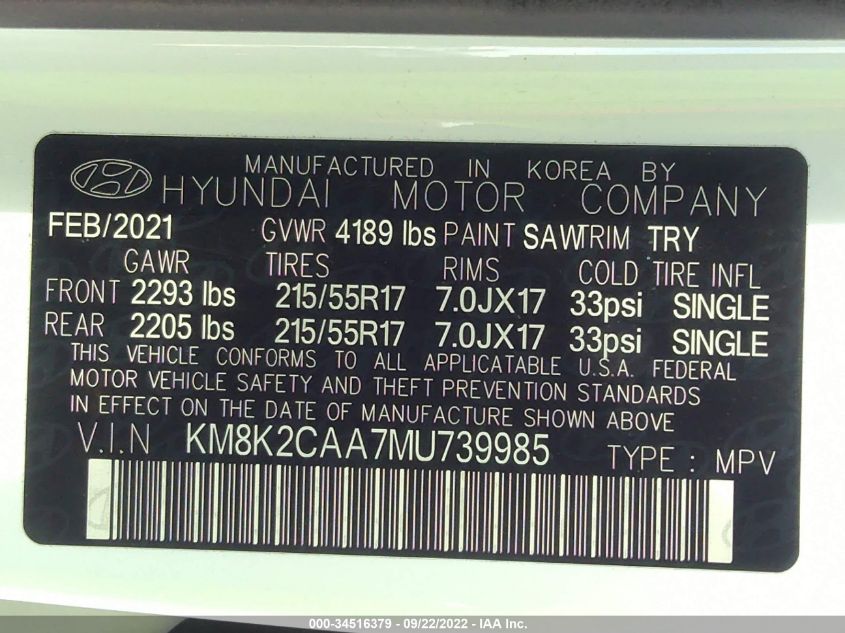 MANUFACTURED IN KOREA BY
HYUNDAI MOTOR COMPANY
FEB/2021 GVWR 4189 lbs PAINT SAW TRIM TRY
GAWR TIRES RIMS COLD TIRE INFL
FRONT 2293 lbs 215/55R17 7.0JX17 33psi SINGLE
REAR 2205 lbs 215/55R17 7.0JX17 33psi SINGLE
THIS VEHICLE CONFORMS TO ALL APPLICATABLE U.S.A. FEDERAL
MOTOR VEHICLE SAFETY AND THEFT PREVENTION STANDARDS
IN EFFECT ON THE DATE OF MANUFACTURE SHOWN ABOVE
V.I.N KM8K2CAA7MU739985 TYPE : MPV
000-34516379 - 09/22/2022 - IAA Inc.